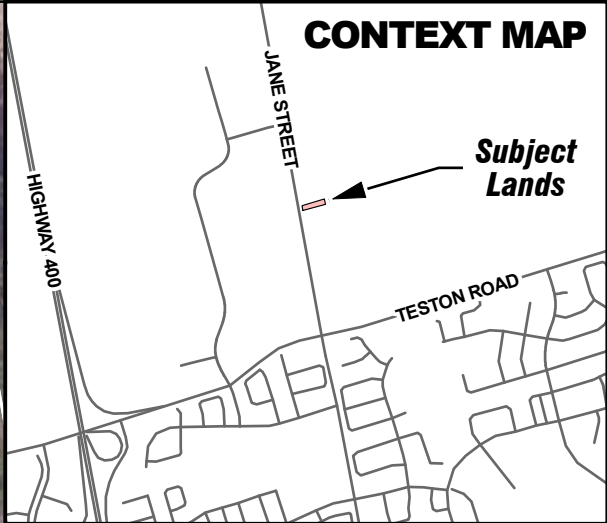 CONTEXT MAP
JANE STREET
Subject
Lands
HIGHWAY 400
TESTON ROAD